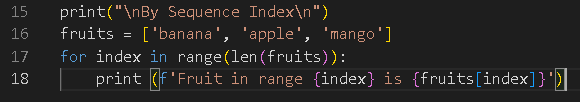 15 print("\nBy Sequence Index\n")
16 fruits = ['banana', 'apple', 'mango']
17 for index in range(len(fruits)):
18     print (f'Fruit in range {index} is {fruits[index]}')